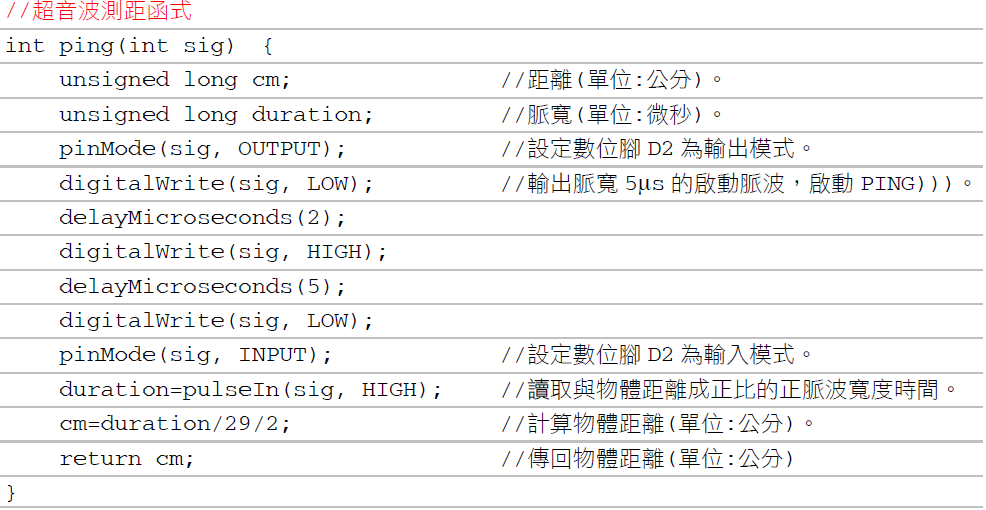 //超音波測距函式
int ping(int sig)  {
    unsigned long cm;                 //距離(單位:公分)。
    unsigned long duration;           //脈寬(單位:微秒)。
    pinMode(sig, OUTPUT);             //設定數位腳 D2 為輸出模式。
    digitalWrite(sig, LOW);           //輸出脈寬 5μs 的啟動脈波，啟動 PING)))。
    delayMicroseconds(2);
    digitalWrite(sig, HIGH);
    delayMicroseconds(5);
    digitalWrite(sig, LOW);
    pinMode(sig, INPUT);              //設定數位腳 D2 為輸入模式。
    duration=pulseIn(sig, HIGH);      //讀取與物體距離成正比的正脈波寬度時間。
    cm=duration/29/2;                 //計算物體距離(單位:公分)。
    return cm;                        //傳回物體距離(單位:公分)
}